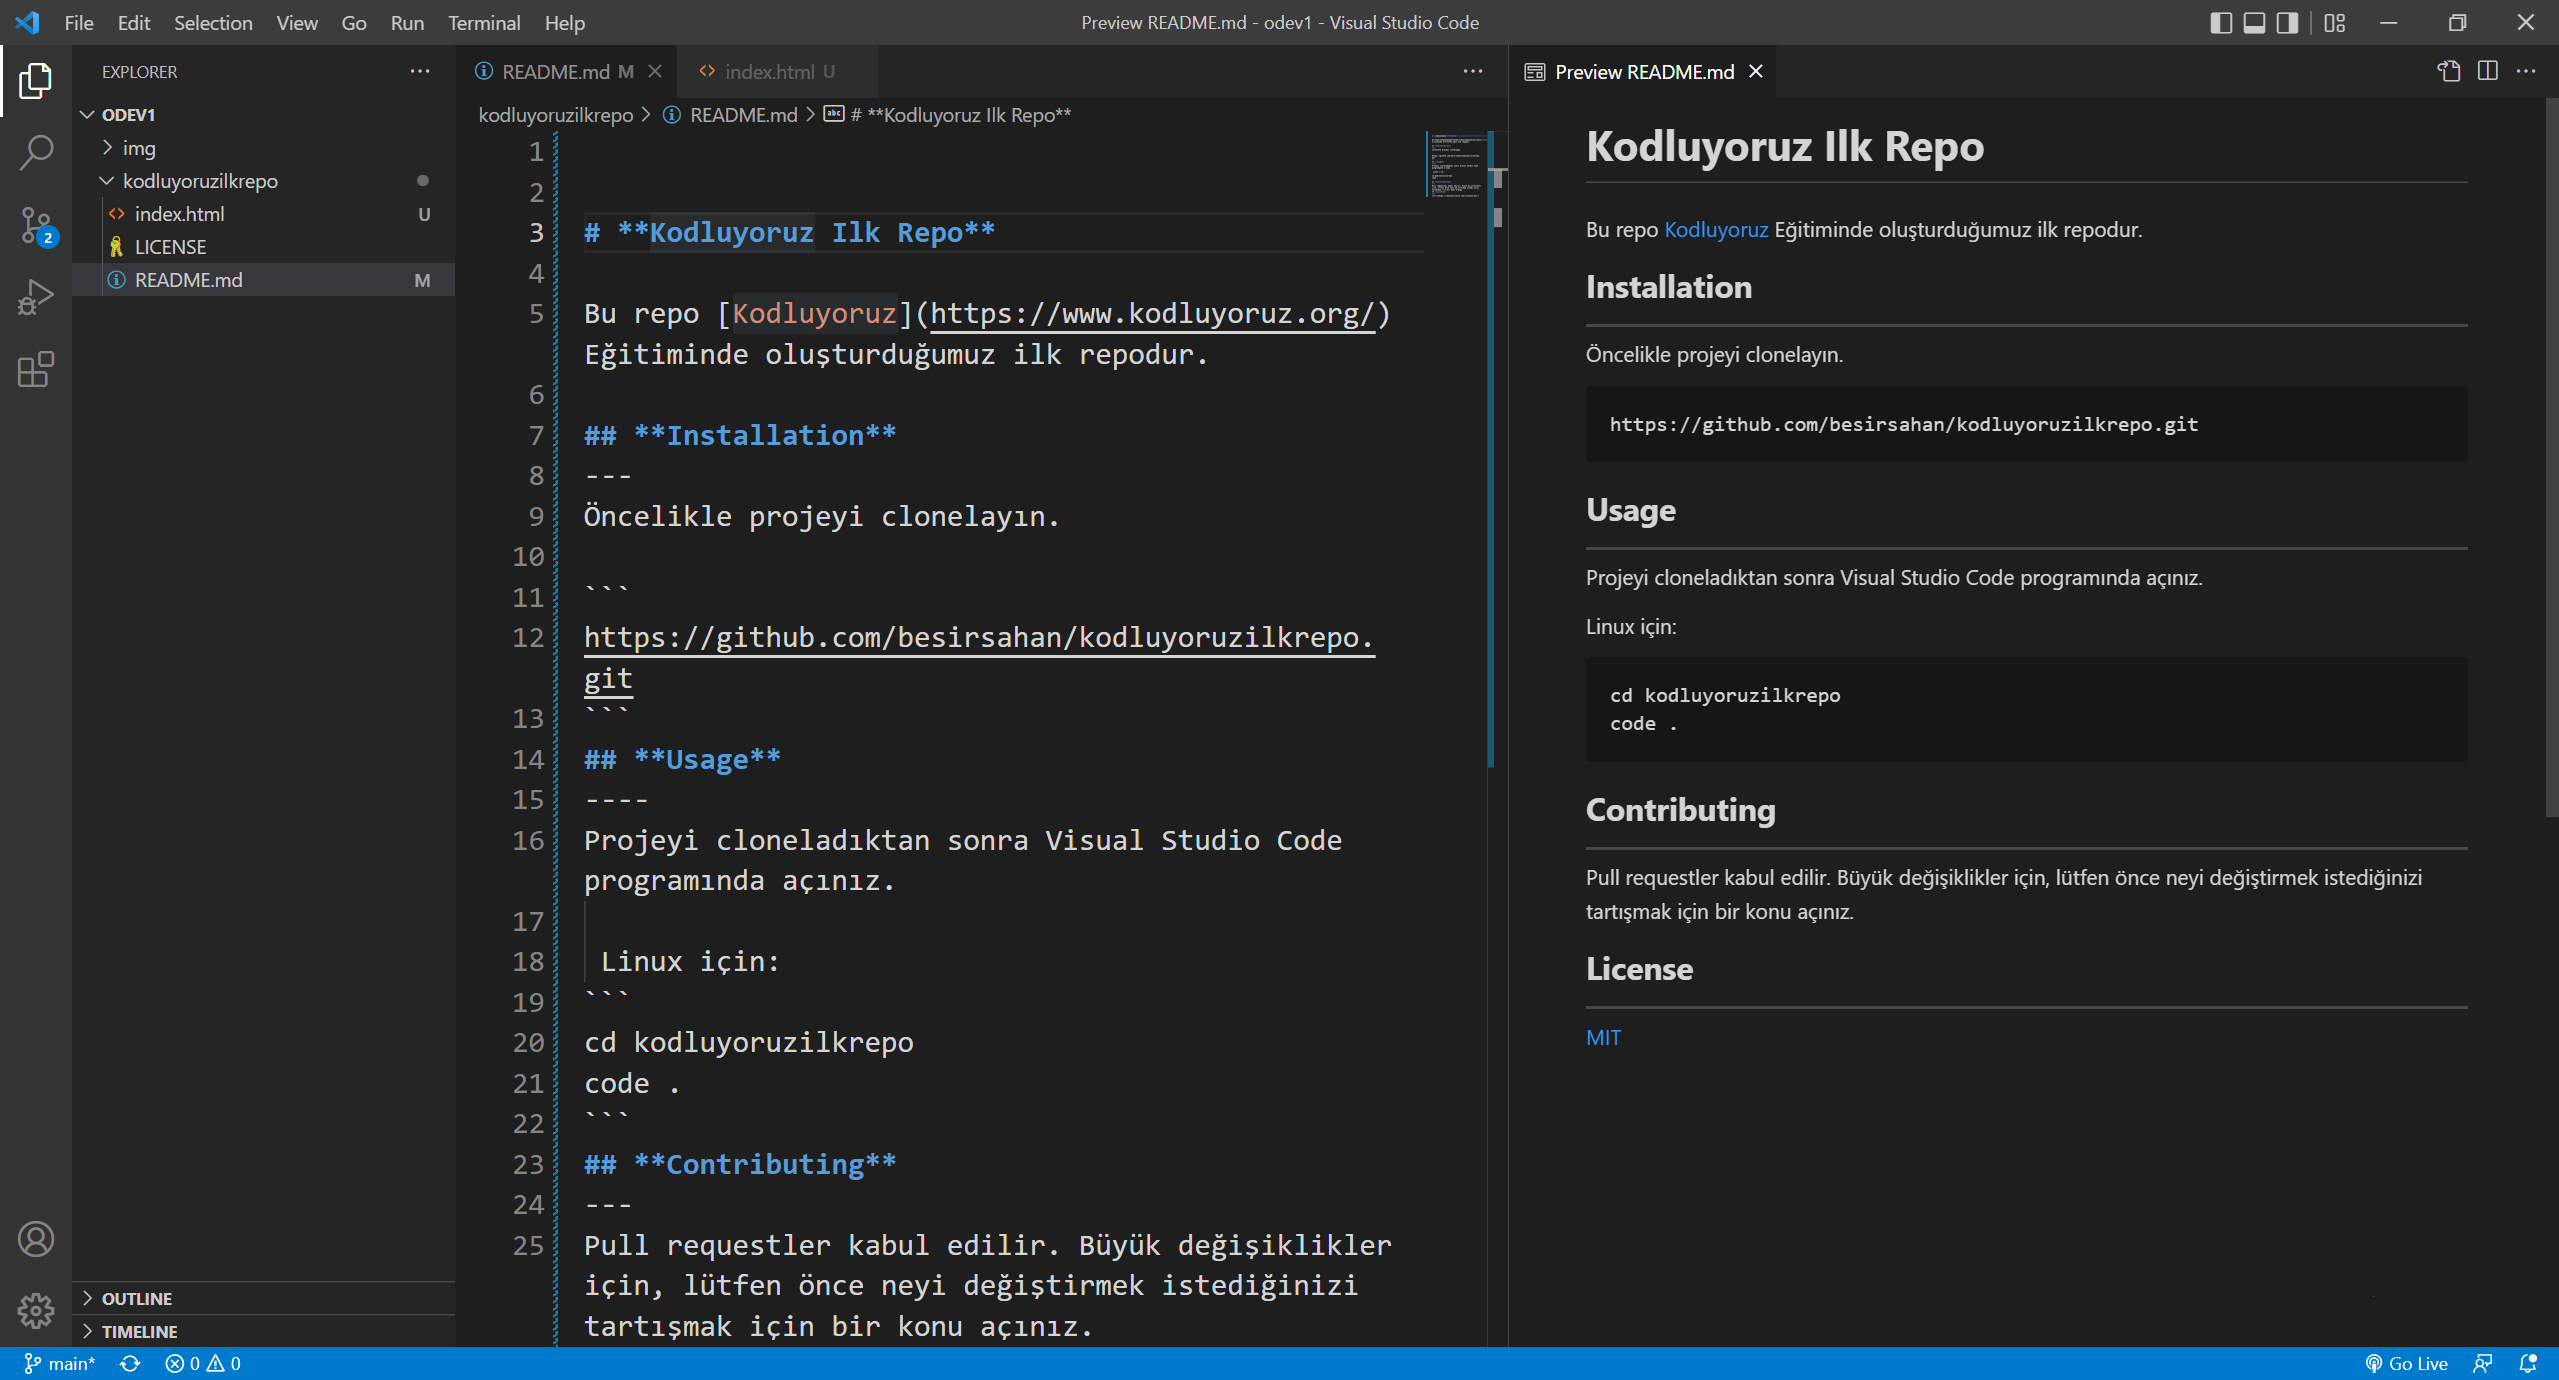 File Edit Selection View Go Run Terminal Help
Preview README.md - odev1 - Visual Studio Code
EXPLORER
ODEV1
img
kodluyoruzilkrepo
index.html U
LICENSE
README.md M
OUTLINE
TIMELINE
2
README.md M
index.html U
kodluyoruzilkrepo > README.md > # **Kodluyoruz Ilk Repo**
1
2
3 # **Kodluyoruz Ilk Repo**
4
5 Bu repo [Kodluyoruz](https://www.kodluyoruz.org/)
Eğitiminde oluşturduğumuz ilk repodur.
6
7 ## **Installation**
8 ---
9 Öncelikle projeyi clonelayın.
10
11 ```
12 https://github.com/besirsahan/kodluyoruzilkrepo.
git
13 ```
14 ## **Usage**
15 ----
16 Projeyi cloneladıktan sonra Visual Studio Code
programında açınız.
17
18 Linux için:
19 ```
20 cd kodluyoruzilkrepo
21 code .
22 ```
23 ## **Contributing**
24 ---
25 Pull requestler kabul edilir. Büyük değişiklikler
için, lütfen önce neyi değiştirmek istediğinizi
tartışmak için bir konu açınız.
Preview README.md
Kodluyoruz Ilk Repo
Bu repo Kodluyoruz Eğitiminde oluşturduğumuz ilk repodur.
Installation
Öncelikle projeyi clonelayın.
https://github.com/besirsahan/kodluyoruzilkrepo.git
Usage
Projeyi cloneladıktan sonra Visual Studio Code programında açınız.
Linux için:
cd kodluyoruzilkrepo
code .
Contributing
Pull requestler kabul edilir. Büyük değişiklikler için, lütfen önce neyi değiştirmek istediğinizi
tartışmak için bir konu açınız.
License
MIT
main* 0 0
Go Live